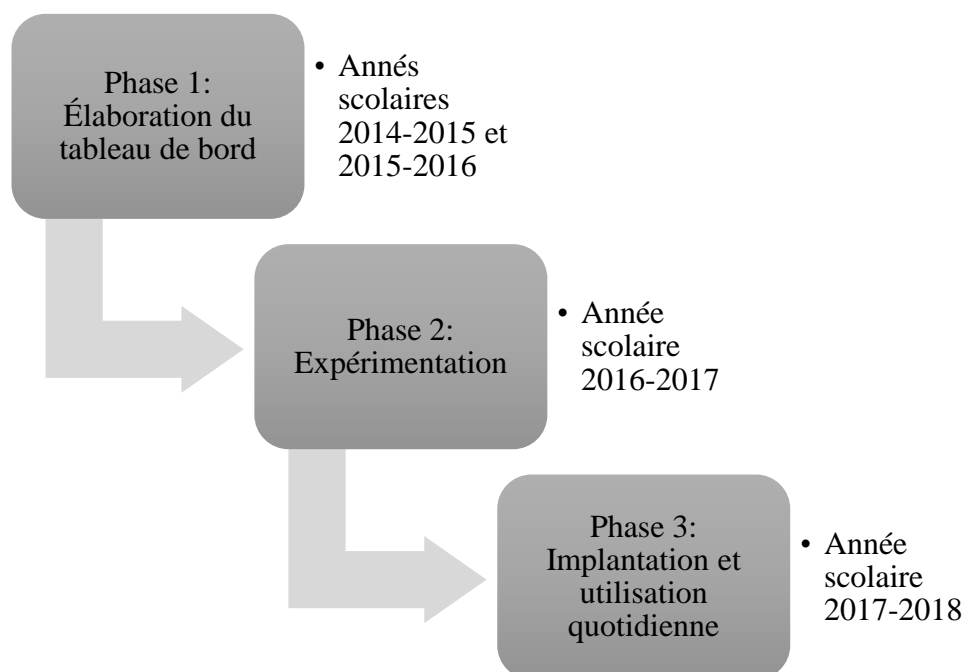 Phase 1:
Élaboration du
tableau de bord
• Annés
scolaires
2014-2015 et
2015-2016
Phase 2:
Expérimentation
• Année
scolaire
2016-2017
Phase 3:
Implantation et
utilisation
quotidienne
• Année
scolaire
2017-2018